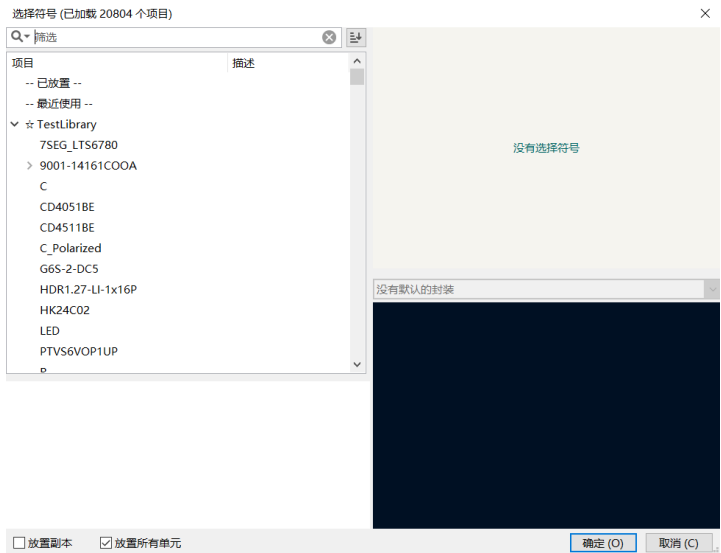 选择符号 (已加载 20804 个项目)
筛选
项目 描述
-- 已放置 --
-- 最近使用 --
☆ TestLibrary
7SEG_LTS6780
9001-14161COOA
C
CD4051BE
CD4511BE
C_Polarized
G6S-2-DC5
HDR1.27-LI-1x16P
HK24C02
LED
PTVS6VOP1UP
没有选择符号
没有默认的封装
放置副本 放置所有单元
确定 (O) 取消 (C)